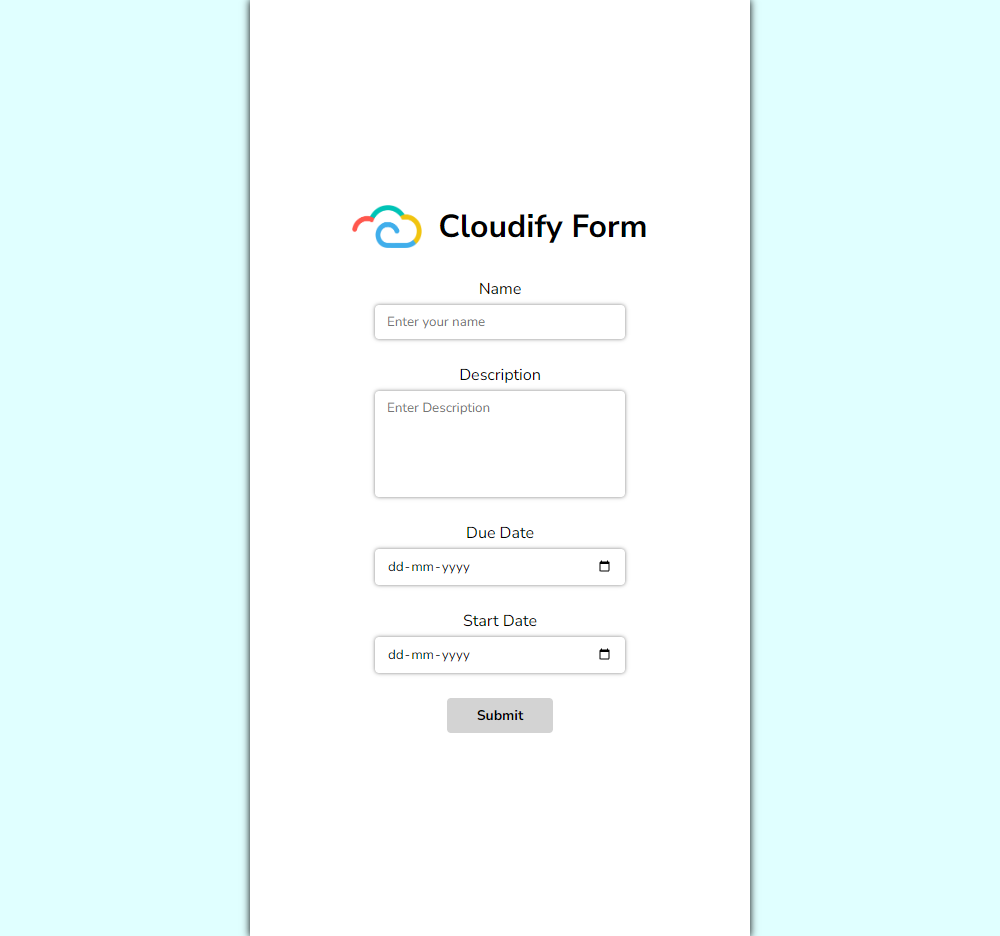 Cloudify Form
Name
Enter your name
Description
Enter Description
Due Date
dd-mm-yyyy
Start Date
dd-mm-yyyy
Submit